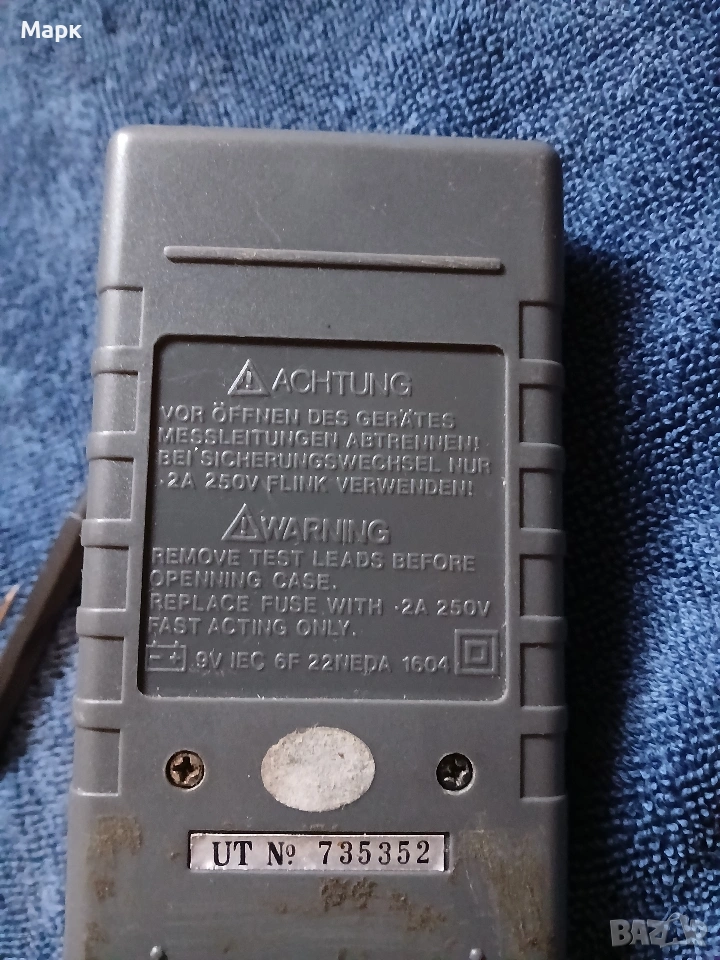 Марк
ACHTUNG
VOR ÖFFNEN DES GERÄTES
MESSLEITUNGEN ABTRENNEN!
BEI SICHERUNGSWECHSEL NUR
·2A 250V FLINK VERWENDEN!
WARNING
REMOVE TEST LEADS BEFORE
OPENNING CASE.
REPLACE FUSE WITH ·2A 250V
FAST ACTING ONLY.
9V IEC 6F 22NEDA 1604
UT Nº 735352
BAZAR